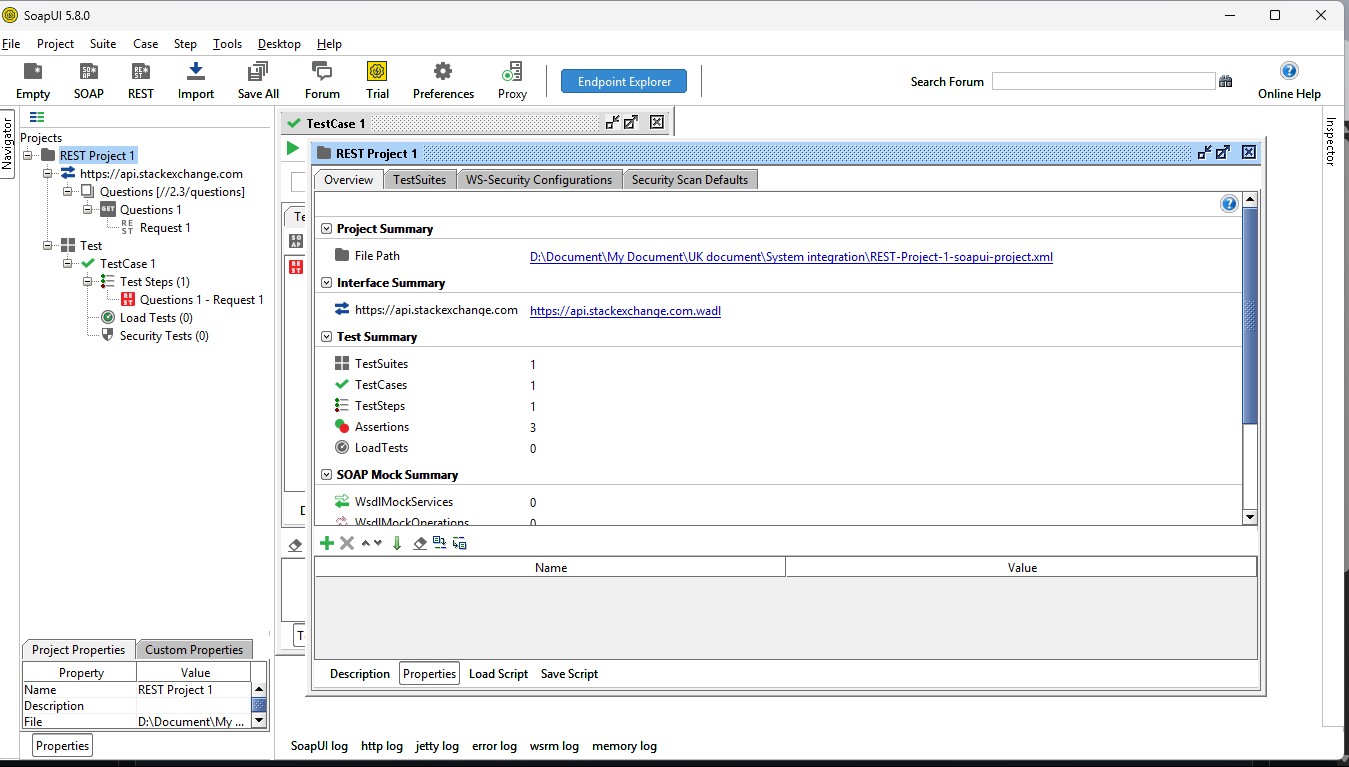 SoapUI 5.8.0
File Project Suite Case Step Tools Desktop Help
Empty SOAP REST Import Save All Forum Trial Preferences Proxy Endpoint Explorer Search Forum Online Help
Navigator
Projects
REST Project 1
https://api.stackexchange.com
Questions [//2.3/questions]
GET Questions 1
REST Request 1
Test
TestCase 1
Test Steps (1)
REST Questions 1 - Request 1
Load Tests (0)
Security Tests (0)
Project Properties Custom Properties
Property Value
Name REST Project 1
Description
File D:\Document\My ...
Properties
TestCase 1
Te
SOAP
REST
D
T
REST Project 1
Overview TestSuites WS-Security Configurations Security Scan Defaults
Project Summary
File Path D:\Document\My Document\UK document\System integration\REST-Project-1-soapui-project.xml
Interface Summary
https://api.stackexchange.com https://api.stackexchange.com.wadl
Test Summary
TestSuites 1
TestCases 1
TestSteps 1
Assertions 3
LoadTests 0
SOAP Mock Summary
WsdlMockServices 0
WsdlMockOperations 0
Name Value
Description Properties Load Script Save Script
Inspector
SoapUI log http log jetty log error log wsrm log memory log